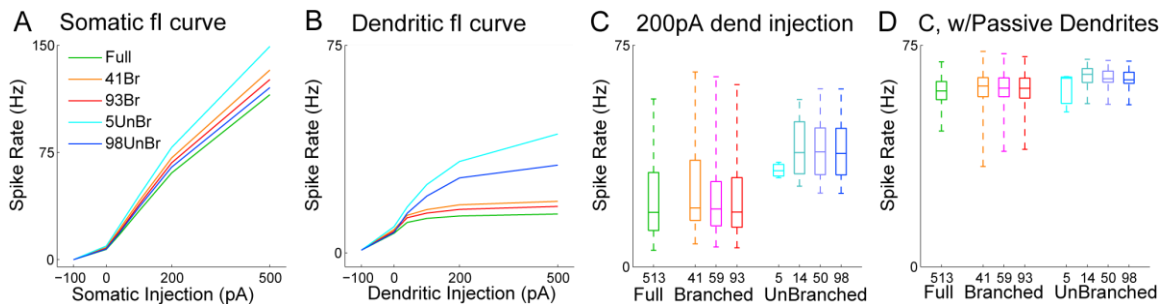 A Somatic fI curve
150
75
0
Spike Rate (Hz)
Full
41Br
93Br
5UnBr
98UnBr
−100 0 200 500
Somatic Injection (pA)
B Dendritic fI curve
75
0
Spike Rate (Hz)
−100 0 200 500
Dendritic Injection (pA)
C 200pA dend injection
75
0
Spike Rate (Hz)
513 41 59 93 5 14 50 98
Full Branched UnBranched
D C, w/Passive Dendrites
75
0
Spike Rate (Hz)
513 41 59 93 5 14 50 98
Full Branched UnBranched